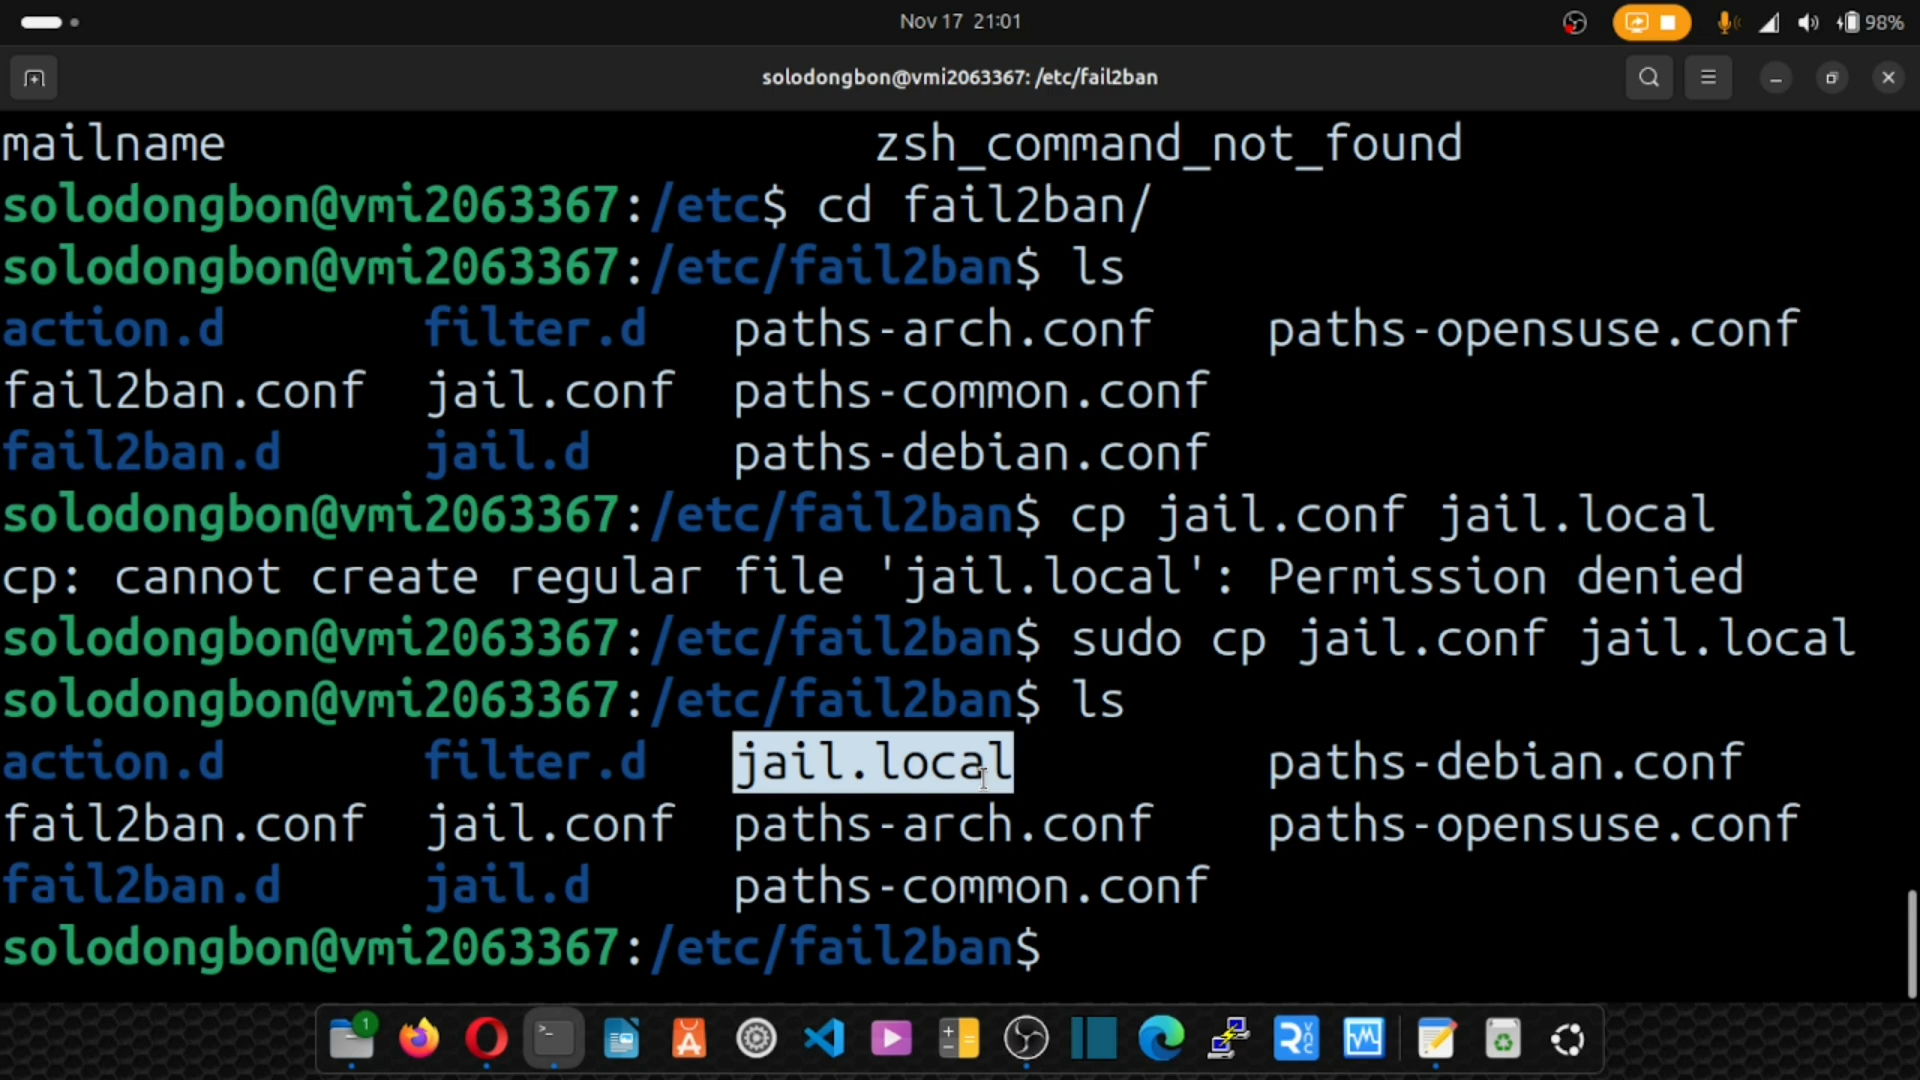 Nov 17 21:01
98%
solodongbon@vmi2063367: /etc/fail2ban
mailname zsh_command_not_found
solodongbon@vmi2063367:/etc$ cd fail2ban/
solodongbon@vmi2063367:/etc/fail2ban$ ls
action.d filter.d paths-arch.conf paths-opensuse.conf
fail2ban.conf jail.conf paths-common.conf
fail2ban.d jail.d paths-debian.conf
solodongbon@vmi2063367:/etc/fail2ban$ cp jail.conf jail.local
cp: cannot create regular file 'jail.local': Permission denied
solodongbon@vmi2063367:/etc/fail2ban$ sudo cp jail.conf jail.local
solodongbon@vmi2063367:/etc/fail2ban$ ls
action.d filter.d jail.local paths-debian.conf
fail2ban.conf jail.conf paths-arch.conf paths-opensuse.conf
fail2ban.d jail.d paths-common.conf
solodongbon@vmi2063367:/etc/fail2ban$
1